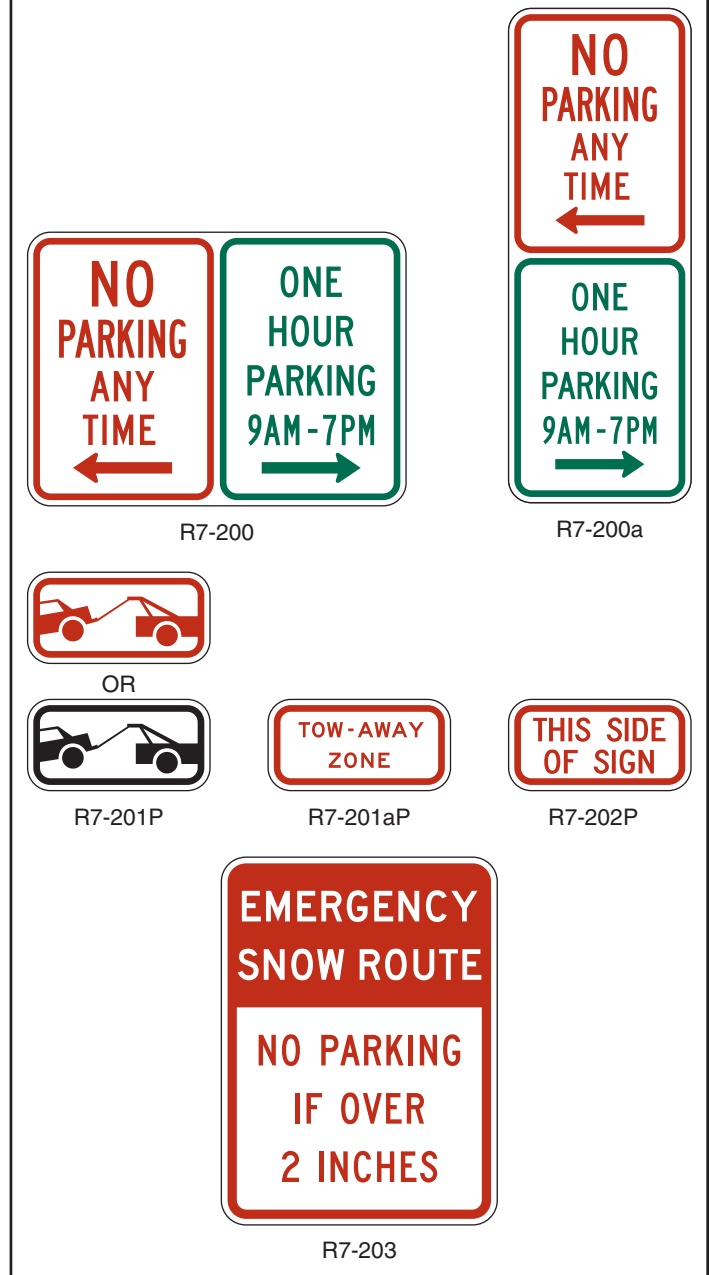 NO
PARKING
ANY
TIME
ONE
HOUR
PARKING
9AM-7PM
R7-200
NO
PARKING
ANY
TIME
ONE
HOUR
PARKING
9AM-7PM
R7-200a
OR
R7-201P
TOW-AWAY
ZONE
R7-201aP
THIS SIDE
OF SIGN
R7-202P
EMERGENCY
SNOW ROUTE
NO PARKING
IF OVER
2 INCHES
R7-203